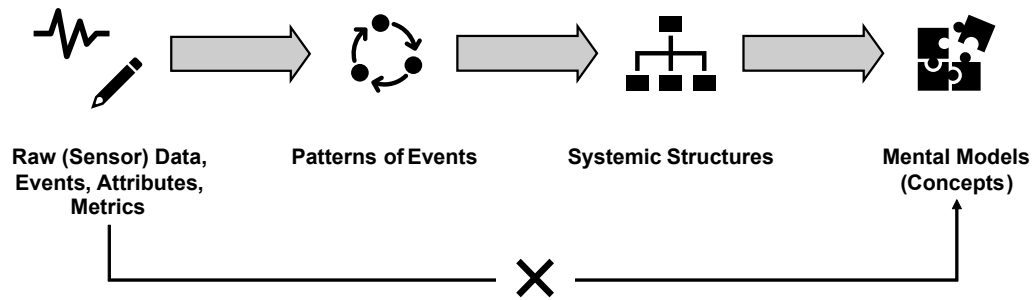 Raw (Sensor) Data,
Events, Attributes,
Metrics
Patterns of Events
Systemic Structures
Mental Models
(Concepts)